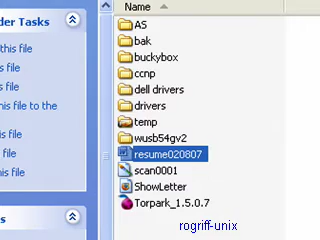 Name
der Tasks
this file
s file
file
his file to the
s file
file
file
s
AS
bak
buckybox
ccnp
dell drivers
drivers
temp
wusb54gv2
resume020807
scan0001
ShowLetter
Torpark_1.5.0.7
rogriff-unix